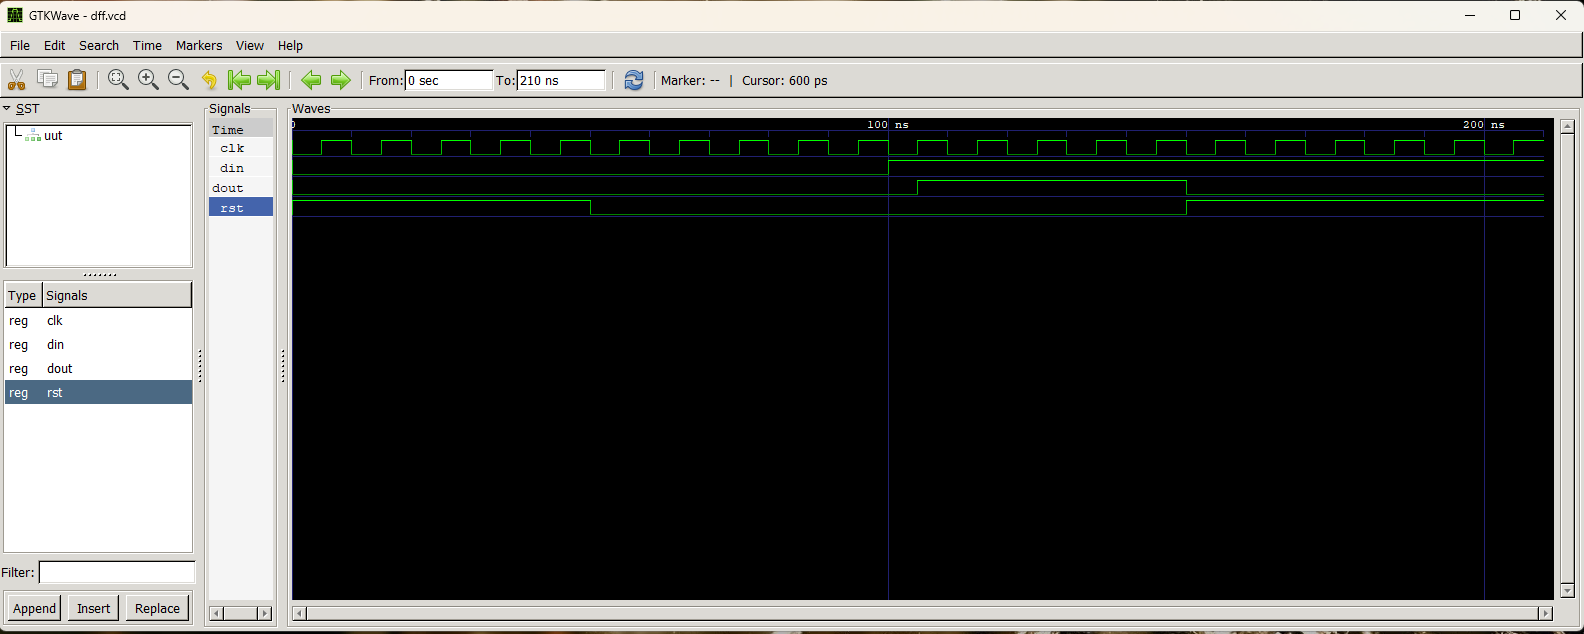 GTKWave - dff.vcd
File Edit Search Time Markers View Help
From: 0 sec To: 210 ns Marker: -- | Cursor: 600 ps
SST
uut
Type Signals
reg clk
reg din
reg dout
reg rst
Filter:
Append Insert Replace
Signals
Time
clk
din
dout
rst
Waves
0 100 ns 200 ns